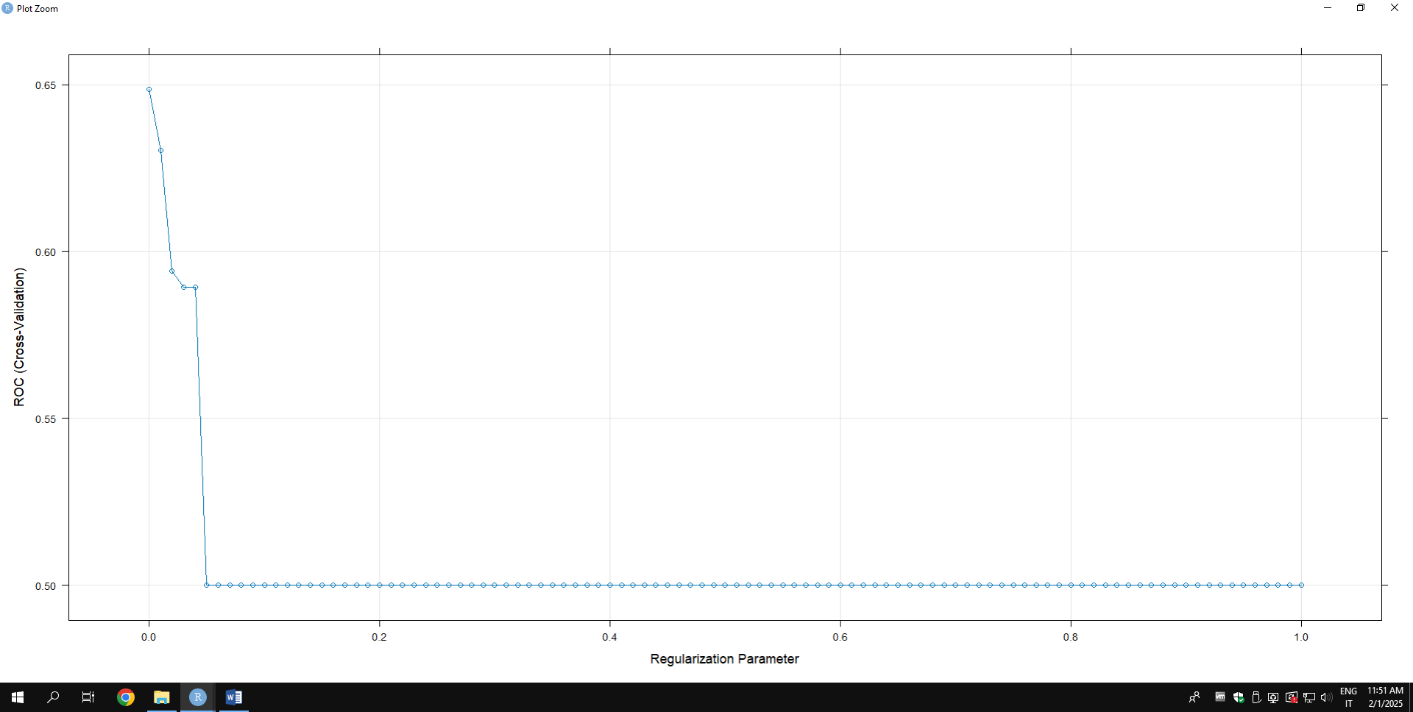 R Plot Zoom
0.65
0.60
0.55
0.50
ROC (Cross-Validation)
0.0 0.2 0.4 0.6 0.8 1.0
Regularization Parameter
R
W
ENG 11:51 AM
IT 2/1/2025